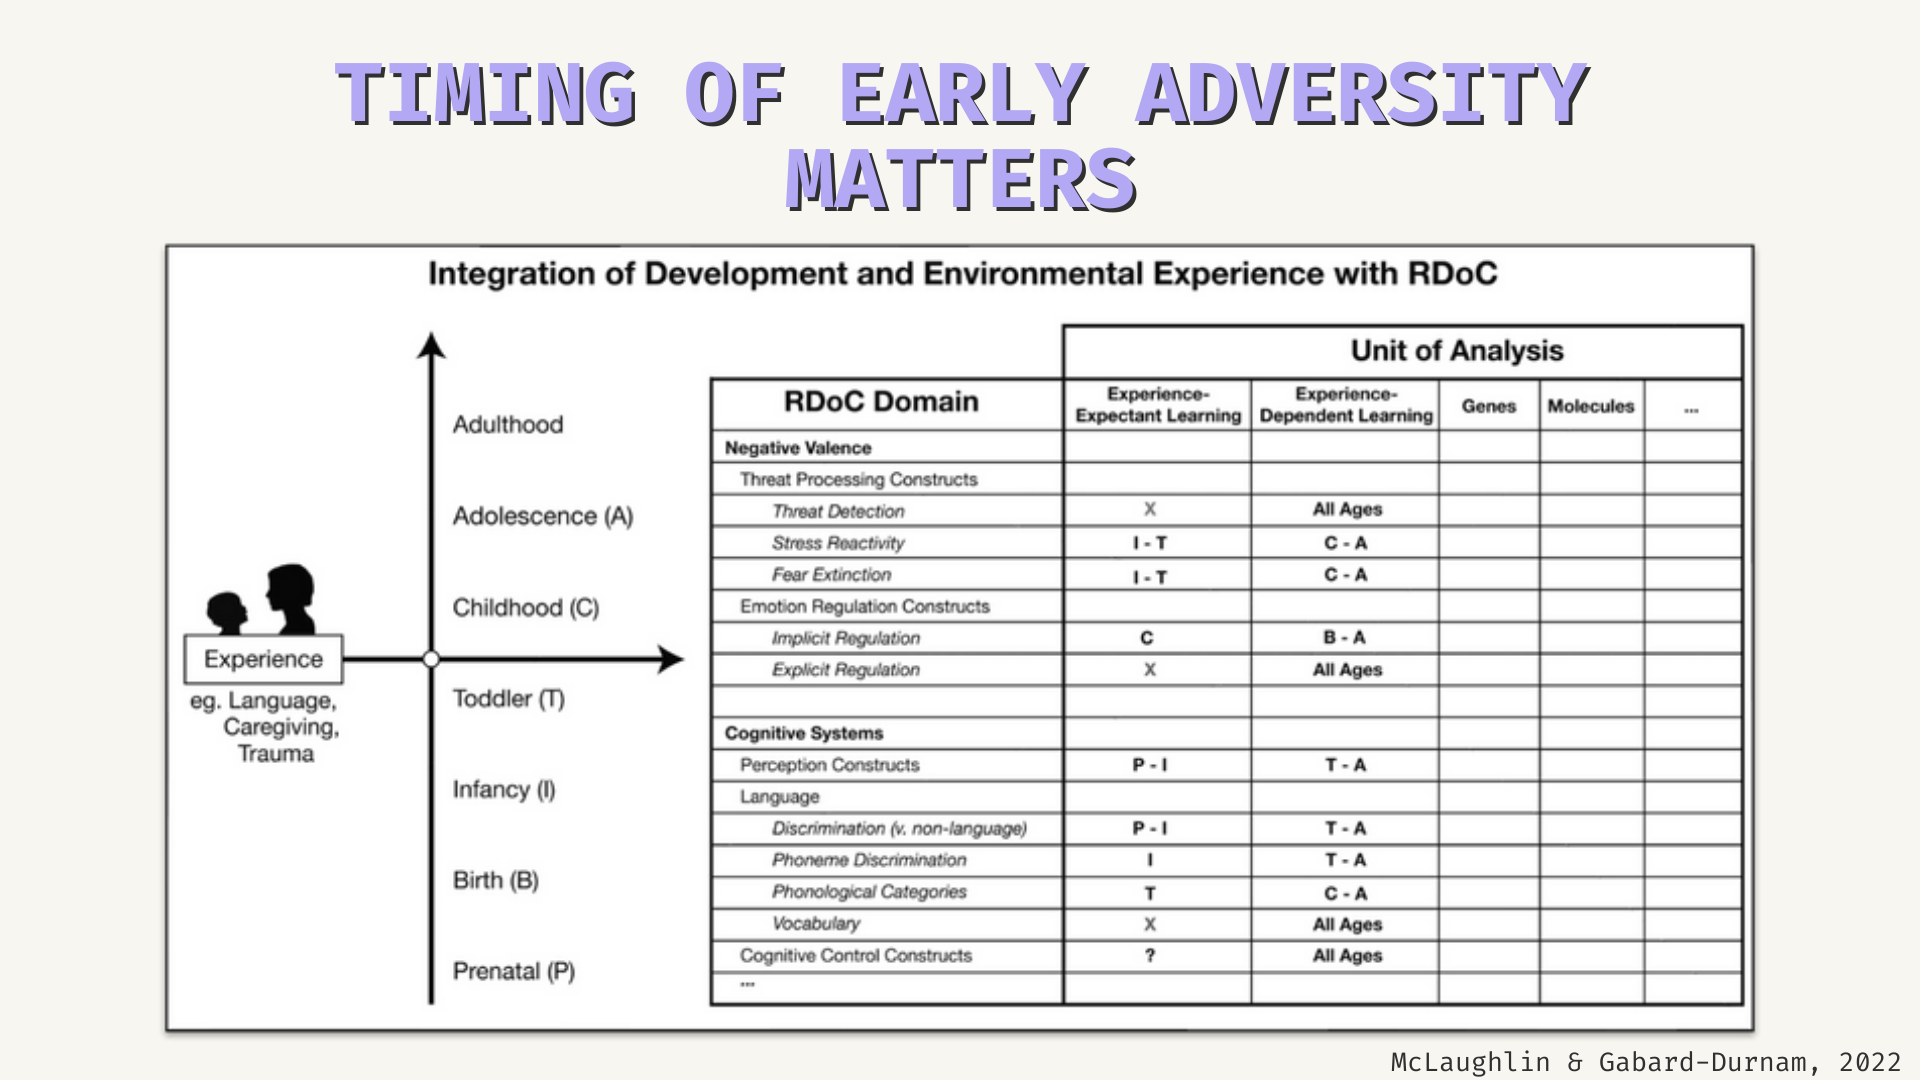 TIMING OF EARLY ADVERSITY
MATTERS
Integration of Development and Environmental Experience with RDoC
Adulthood
Adolescence (A)
Childhood (C)
Experience
eg. Language,
Caregiving,
Trauma
Toddler (T)
Infancy (I)
Birth (B)
Prenatal (P)
Unit of Analysis
RDoC Domain Experience-Expectant Learning Experience-Dependent Learning Genes Molecules ...
Negative Valence
Threat Processing Constructs
Threat Detection X All Ages
Stress Reactivity I - T C - A
Fear Extinction I - T C - A
Emotion Regulation Constructs
Implicit Regulation C B - A
Explicit Regulation X All Ages
Cognitive Systems
Perception Constructs P - I T - A
Language
Discrimination (v. non-language) P - I T - A
Phoneme Discrimination I T - A
Phonological Categories T C - A
Vocabulary X All Ages
Cognitive Control Constructs ? All Ages
...
McLaughlin & Gabard-Durnam, 2022